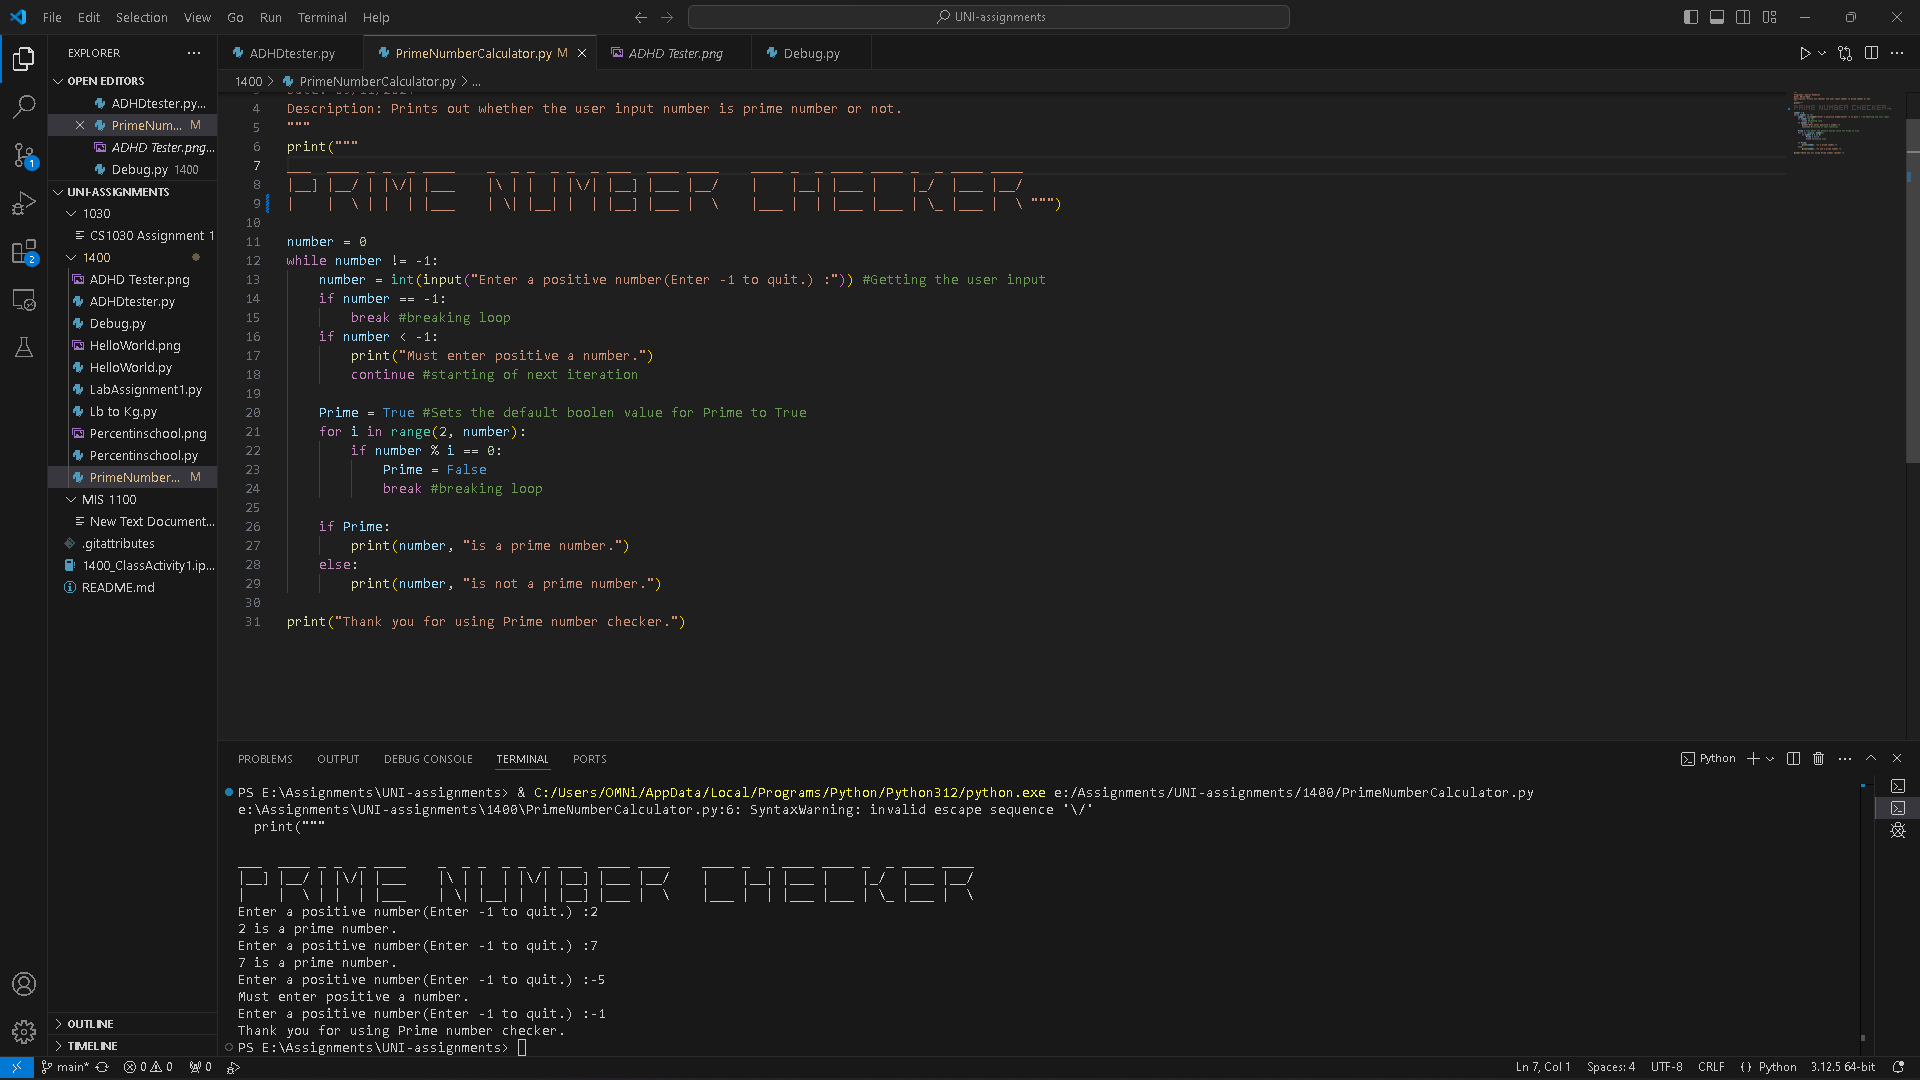 File Edit Selection View Go Run Terminal Help
UNI-assignments
EXPLORER
OPEN EDITORS
ADHDtester.py...
PrimeNum... M
ADHD Tester.png...
Debug.py 1400
UNI-ASSIGNMENTS
1030
CS1030 Assignment 1
1400
ADHD Tester.png
ADHDtester.py
Debug.py
HelloWorld.png
HelloWorld.py
LabAssignment1.py
Lb to Kg.py
Percentinschool.png
Percentinschool.py
PrimeNumber... M
MIS 1100
New Text Document...
.gitattributes
1400_ClassActivity1.ip...
README.md
OUTLINE
TIMELINE
ADHDtester.py PrimeNumberCalculator.py M ADHD Tester.png Debug.py
1400 > PrimeNumberCalculator.py > ...
4 Description: Prints out whether the user input number is prime number or not.
5 """
6 print("""
7
8 PRIME NUMBER CHECKER
9 """)
10
11 number = 0
12 while number != -1:
13 number = int(input("Enter a positive number(Enter -1 to quit.) :")) #Getting the user input
14 if number == -1:
15 break #breaking loop
16 if number < -1:
17 print("Must enter positive a number.")
18 continue #starting of next iteration
19
20 Prime = True #Sets the default boolen value for Prime to True
21 for i in range(2, number):
22 if number % i == 0:
23 Prime = False
24 break #breaking loop
25
26 if Prime:
27 print(number, "is a prime number.")
28 else:
29 print(number, "is not a prime number.")
30
31 print("Thank you for using Prime number checker.")
PROBLEMS OUTPUT DEBUG CONSOLE TERMINAL PORTS
Python
PS E:\Assignments\UNI-assignments> & C:/Users/OMNi/AppData/Local/Programs/Python/Python312/python.exe e:/Assignments/UNI-assignments/1400/PrimeNumberCalculator.py
e:\Assignments\UNI-assignments\1400\PrimeNumberCalculator.py:6: SyntaxWarning: invalid escape sequence '\/'
print("""
PRIME NUMBER CHECKER
Enter a positive number(Enter -1 to quit.) :2
2 is a prime number.
Enter a positive number(Enter -1 to quit.) :7
7 is a prime number.
Enter a positive number(Enter -1 to quit.) :-5
Must enter positive a number.
Enter a positive number(Enter -1 to quit.) :-1
Thank you for using Prime number checker.
PS E:\Assignments\UNI-assignments>
1
2
main* 0 0 0 Ln 7, Col 1 Spaces: 4 UTF-8 CRLF {} Python 3.12.5 64-bit